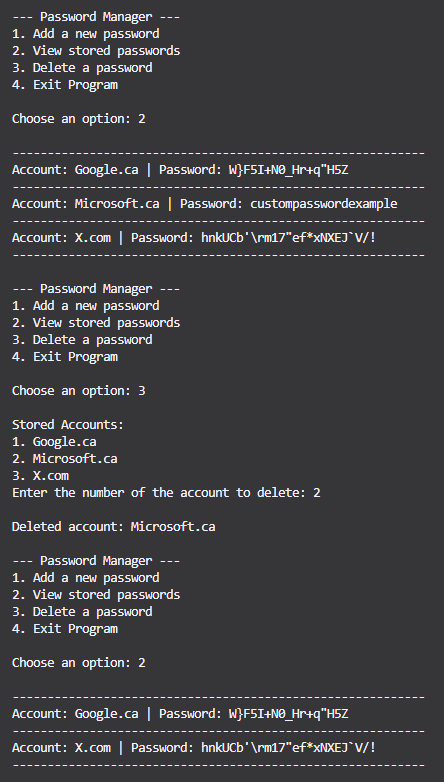 --- Password Manager ---
1. Add a new password
2. View stored passwords
3. Delete a password
4. Exit Program
Choose an option: 2
-----------------------------------------------------------
Account: Google.ca | Password: W}F5I+N0_Hr+q"H5Z
-----------------------------------------------------------
Account: Microsoft.ca | Password: custompasswordexample
-----------------------------------------------------------
Account: X.com | Password: hnkUCb'\rm17"ef*xNXEJ`V/!
-----------------------------------------------------------
--- Password Manager ---
1. Add a new password
2. View stored passwords
3. Delete a password
4. Exit Program
Choose an option: 3
Stored Accounts:
1. Google.ca
2. Microsoft.ca
3. X.com
Enter the number of the account to delete: 2
Deleted account: Microsoft.ca
--- Password Manager ---
1. Add a new password
2. View stored passwords
3. Delete a password
4. Exit Program
Choose an option: 2
-----------------------------------------------------------
Account: Google.ca | Password: W}F5I+N0_Hr+q"H5Z
-----------------------------------------------------------
Account: X.com | Password: hnkUCb'\rm17"ef*xNXEJ`V/!
-----------------------------------------------------------